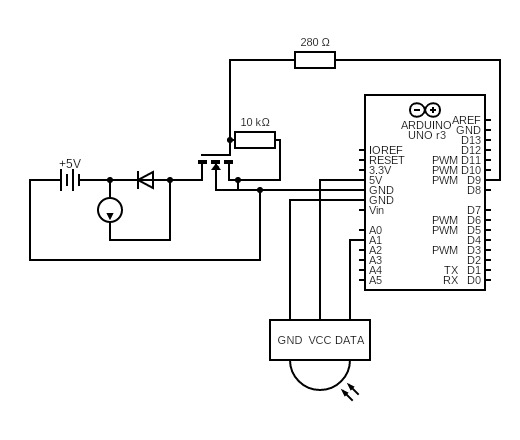 280 Ω
10 kΩ
+5V
ARDUINO
UNO r3
IOREF
RESET
3.3V
5V
GND
GND
Vin
A0
A1
A2
A3
A4
A5
AREF
GND
D13
D12
PWM D11
PWM D10
PWM D9
D8
D7
PWM D6
PWM D5
D4
PWM D3
D2
TX D1
RX D0
GND VCC DATA